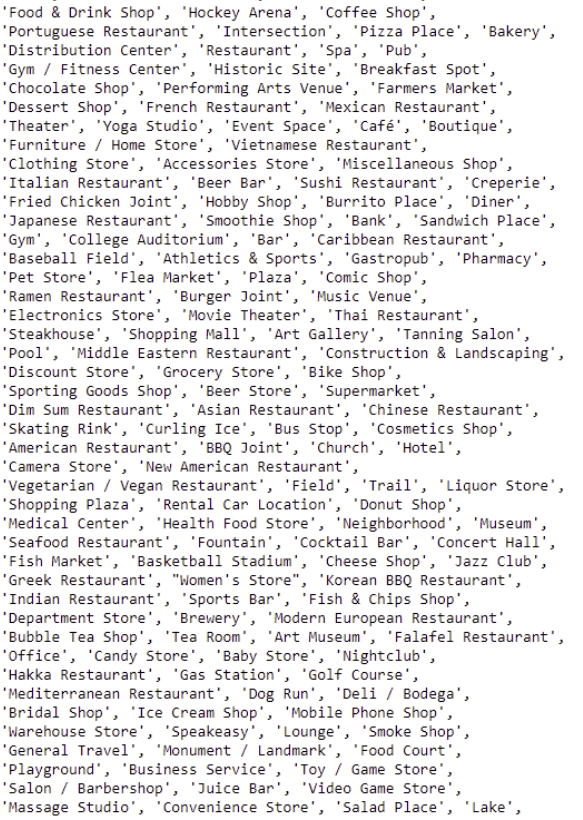 'Food & Drink Shop', 'Hockey Arena', 'Coffee Shop',
'Portuguese Restaurant', 'Intersection', 'Pizza Place', 'Bakery',
'Distribution Center', 'Restaurant', 'Spa', 'Pub',
'Gym / Fitness Center', 'Historic Site', 'Breakfast Spot',
'Chocolate Shop', 'Performing Arts Venue', 'Farmers Market',
'Dessert Shop', 'French Restaurant', 'Mexican Restaurant',
'Theater', 'Yoga Studio', 'Event Space', 'Café', 'Boutique',
'Furniture / Home Store', 'Vietnamese Restaurant',
'Clothing Store', 'Accessories Store', 'Miscellaneous Shop',
'Italian Restaurant', 'Beer Bar', 'Sushi Restaurant', 'Creperie',
'Fried Chicken Joint', 'Hobby Shop', 'Burrito Place', 'Diner',
'Japanese Restaurant', 'Smoothie Shop', 'Bank', 'Sandwich Place',
'Gym', 'College Auditorium', 'Bar', 'Caribbean Restaurant',
'Baseball Field', 'Athletics & Sports', 'Gastropub', 'Pharmacy',
'Pet Store', 'Flea Market', 'Plaza', 'Comic Shop',
'Ramen Restaurant', 'Burger Joint', 'Music Venue',
'Electronics Store', 'Movie Theater', 'Thai Restaurant',
'Steakhouse', 'Shopping Mall', 'Art Gallery', 'Tanning Salon',
'Pool', 'Middle Eastern Restaurant', 'Construction & Landscaping',
'Discount Store', 'Grocery Store', 'Bike Shop',
'Sporting Goods Shop', 'Beer Store', 'Supermarket',
'Dim Sum Restaurant', 'Asian Restaurant', 'Chinese Restaurant',
'Skating Rink', 'Curling Ice', 'Bus Stop', 'Cosmetics Shop',
'American Restaurant', 'BBQ Joint', 'Church', 'Hotel',
'Camera Store', 'New American Restaurant',
'Vegetarian / Vegan Restaurant', 'Field', 'Trail', 'Liquor Store',
'Shopping Plaza', 'Rental Car Location', 'Donut Shop',
'Medical Center', 'Health Food Store', 'Neighborhood', 'Museum',
'Seafood Restaurant', 'Fountain', 'Cocktail Bar', 'Concert Hall',
'Fish Market', 'Basketball Stadium', 'Cheese Shop', 'Jazz Club',
'Greek Restaurant', "Women's Store", 'Korean BBQ Restaurant',
'Indian Restaurant', 'Sports Bar', 'Fish & Chips Shop',
'Department Store', 'Brewery', 'Modern European Restaurant',
'Bubble Tea Shop', 'Tea Room', 'Art Museum', 'Falafel Restaurant',
'Office', 'Candy Store', 'Baby Store', 'Nightclub',
'Hakka Restaurant', 'Gas Station', 'Golf Course',
'Mediterranean Restaurant', 'Dog Run', 'Deli / Bodega',
'Bridal Shop', 'Ice Cream Shop', 'Mobile Phone Shop',
'Warehouse Store', 'Speakeasy', 'Lounge', 'Smoke Shop',
'General Travel', 'Monument / Landmark', 'Food Court',
'Playground', 'Business Service', 'Toy / Game Store',
'Salon / Barbershop', 'Juice Bar', 'Video Game Store',
'Massage Studio', 'Convenience Store', 'Salad Place', 'Lake',